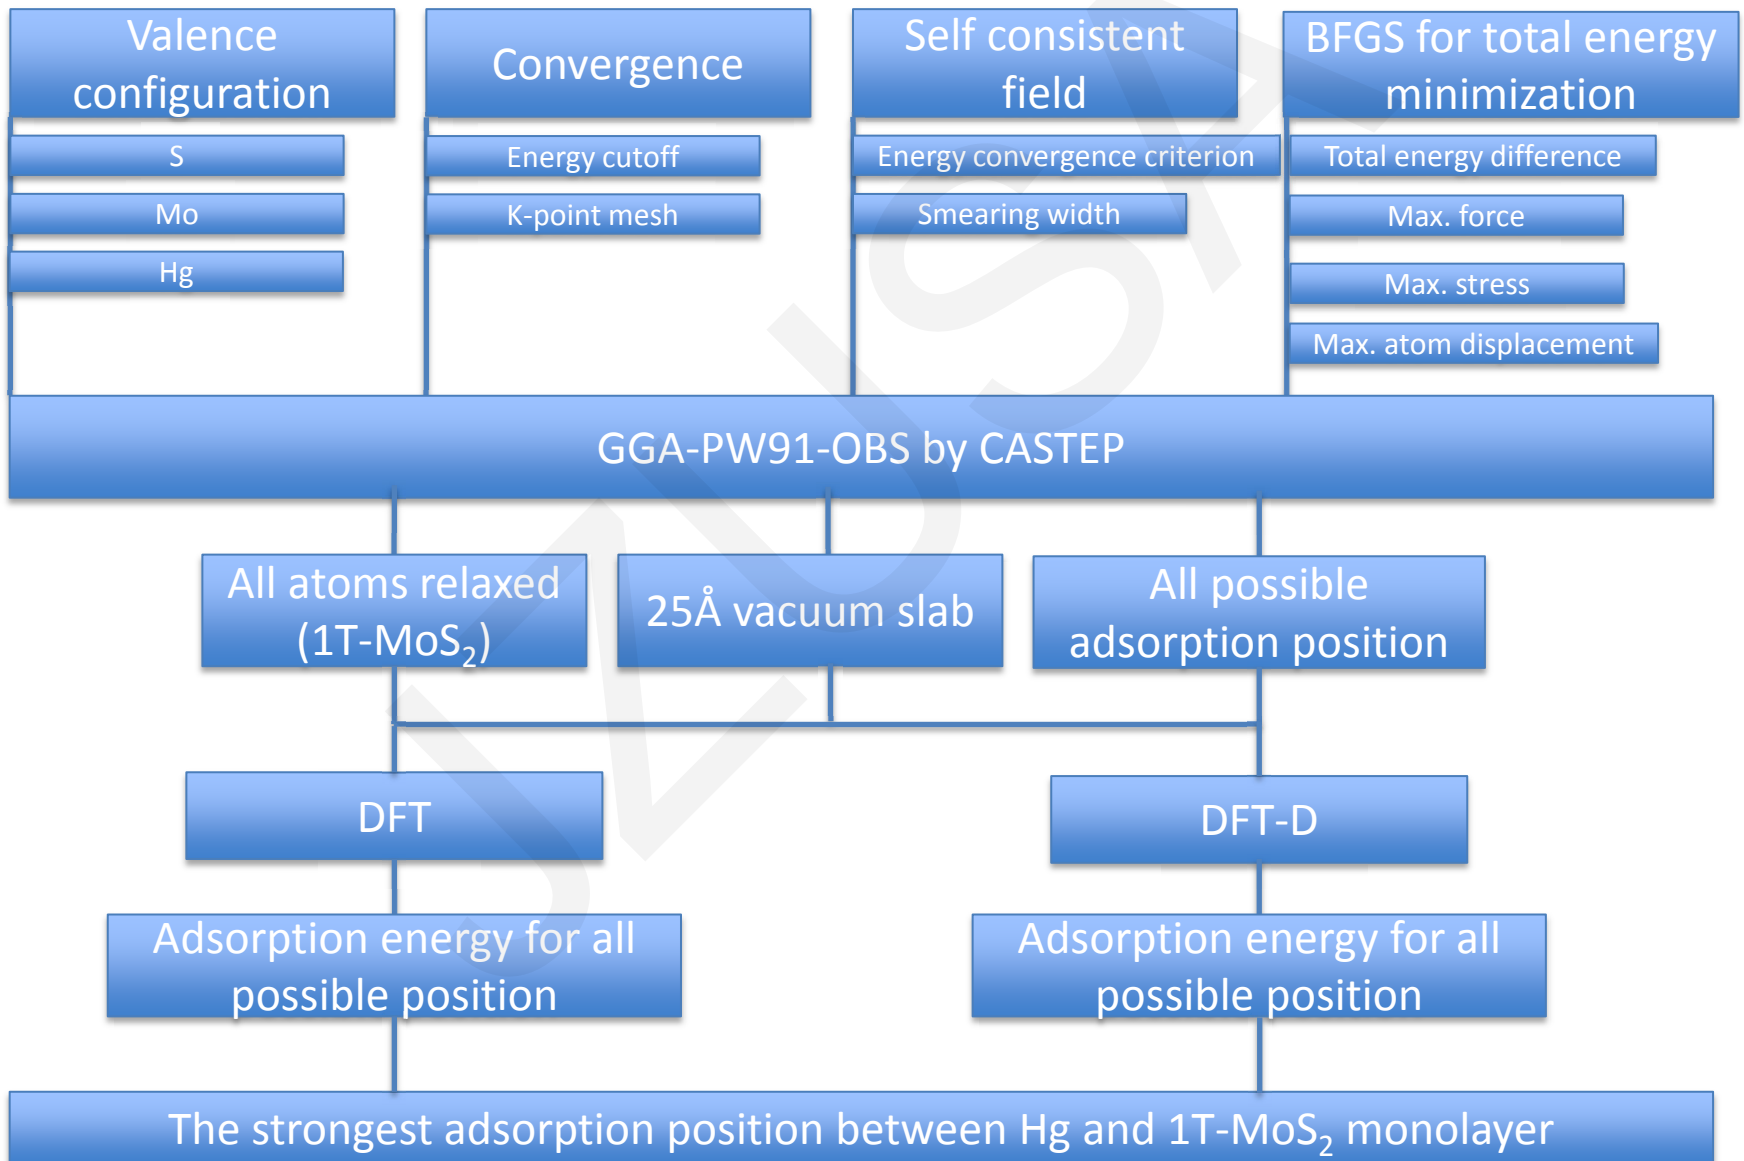 Valence
configuration
S
Mo
Hg
Convergence
Energy cutoff
K-point mesh
Self consistent
field
Energy convergence criterion
Smearing width
BFGS for total energy
minimization
Total energy difference
Max. force
Max. stress
Max. atom displacement
GGA-PW91-OBS by CASTEP
All atoms relaxed
(1T-MoS₂)
25Å vacuum slab
All possible
adsorption position
DFT
DFT-D
Adsorption energy for all
possible position
Adsorption energy for all
possible position
The strongest adsorption position between Hg and 1T-MoS₂ monolayer
JZUSA